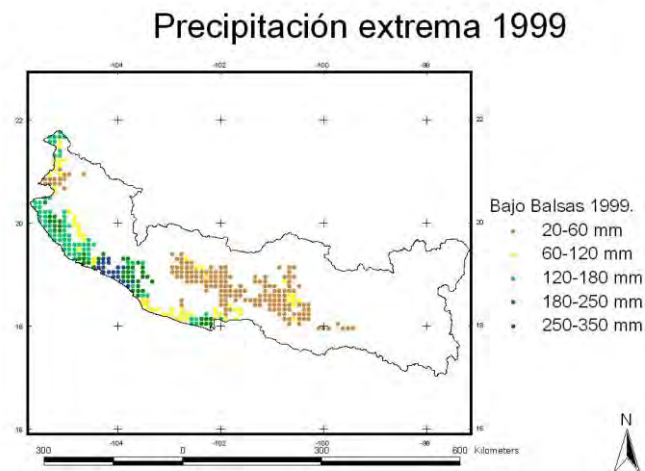 Precipitación extrema 1999
-104 -102 -100 -98
22 22
20 20
18 18
16 16
-104 -102 -100 -98
Bajo Balsas 1999.
20-60 mm
60-120 mm
120-180 mm
180-250 mm
250-350 mm
300 0 300 600 Kilometers
N